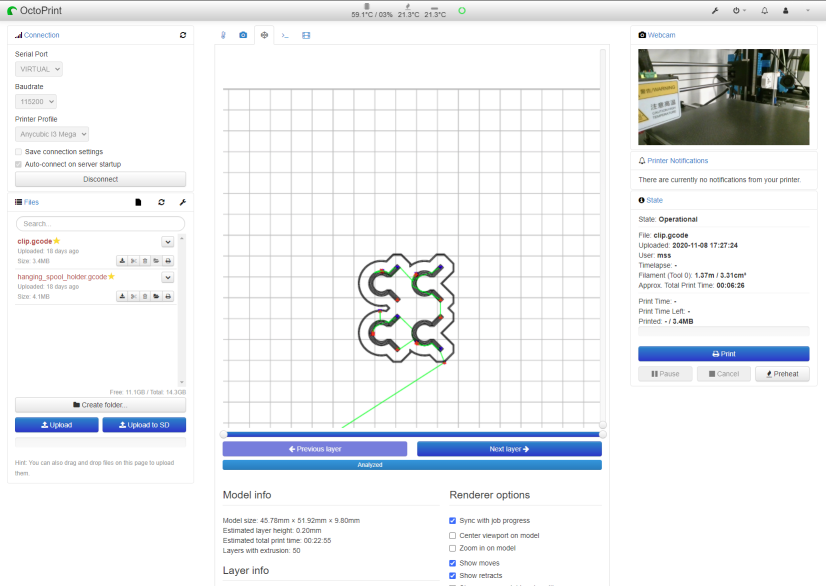 OctoPrint
59.1°C / 03% 21.3°C 21.3°C
Connection
Serial Port
VIRTUAL
Baudrate
115200
Printer Profile
Anycubic I3 Mega
Save connection settings
Auto-connect on server startup
Disconnect
Files
Search...
clip.gcode
Uploaded: 18 days ago
Size: 3.4MB
hanging_spool_holder.gcode
Uploaded: 18 days ago
Size: 4.1MB
Free: 11.1GB / Total: 14.3GB
Create folder...
Upload
Upload to SD
Hint: You can also drag and drop files on this page to upload
them.
Previous layer
Next layer
Analyzed
Model info
Model size: 45.78mm × 51.92mm × 9.80mm
Estimated layer height: 0.20mm
Estimated total print time: 00:22:55
Layers with extrusion: 50
Layer info
Renderer options
Sync with job progress
Center viewport on model
Zoom in on model
Show moves
Show retracts
Webcam
警告/WARNING
注意高温
Printer Notifications
There are currently no notifications from your printer.
State
State: Operational
File: clip.gcode
Uploaded: 2020-11-08 17:27:24
User: mss
Timelapse: -
Filament (Tool 0): 1.37m / 3.31cm³
Approx. Total Print Time: 00:06:26
Print Time: -
Print Time Left: -
Printed: - / 3.4MB
Print
Pause
Cancel
Preheat